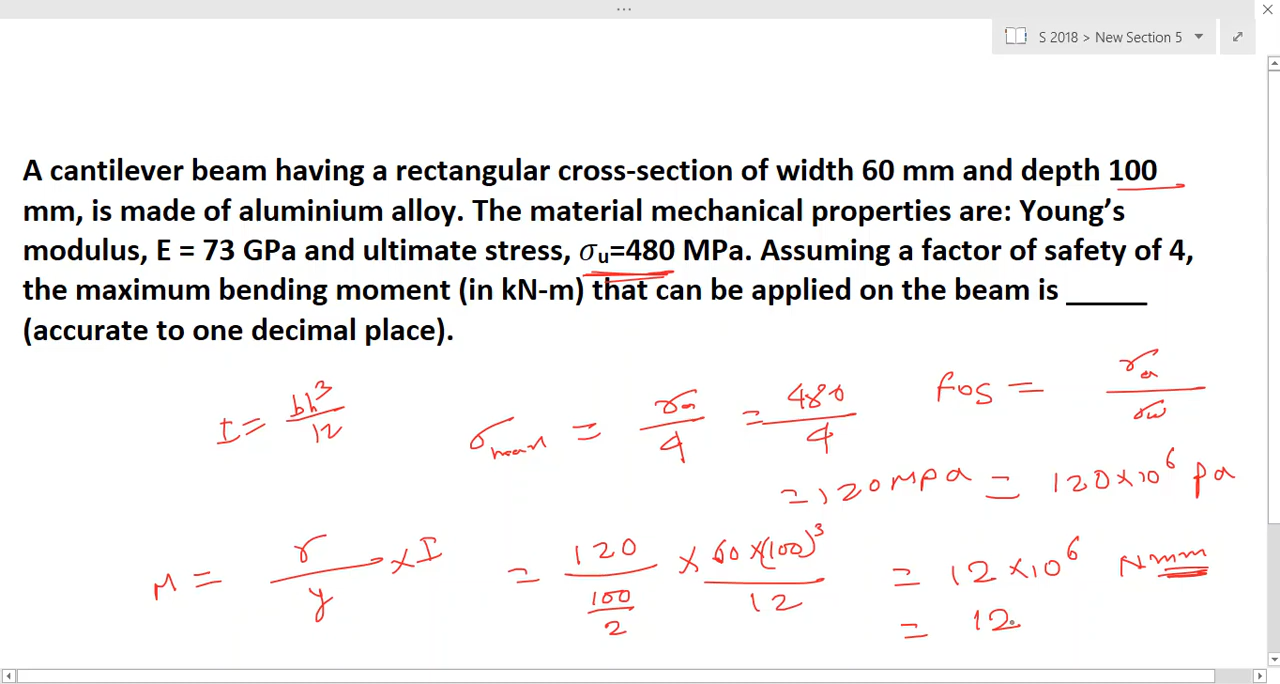 S 2018 > New Section 5
A cantilever beam having a rectangular cross-section of width 60 mm and depth 100
mm, is made of aluminium alloy. The material mechanical properties are: Young's
modulus, E = 73 GPa and ultimate stress, σu=480 MPa. Assuming a factor of safety of 4,
the maximum bending moment (in kN-m) that can be applied on the beam is _____
(accurate to one decimal place).
I = bh³/12 σmax = σu/4 = 480/4 FOS = σu/σw
= 120 MPa = 120×10⁶ Pa
M = σ/y × I = 120/(100/2) × 60×(100)³/12 = 12×10⁶ N mm
= 12.